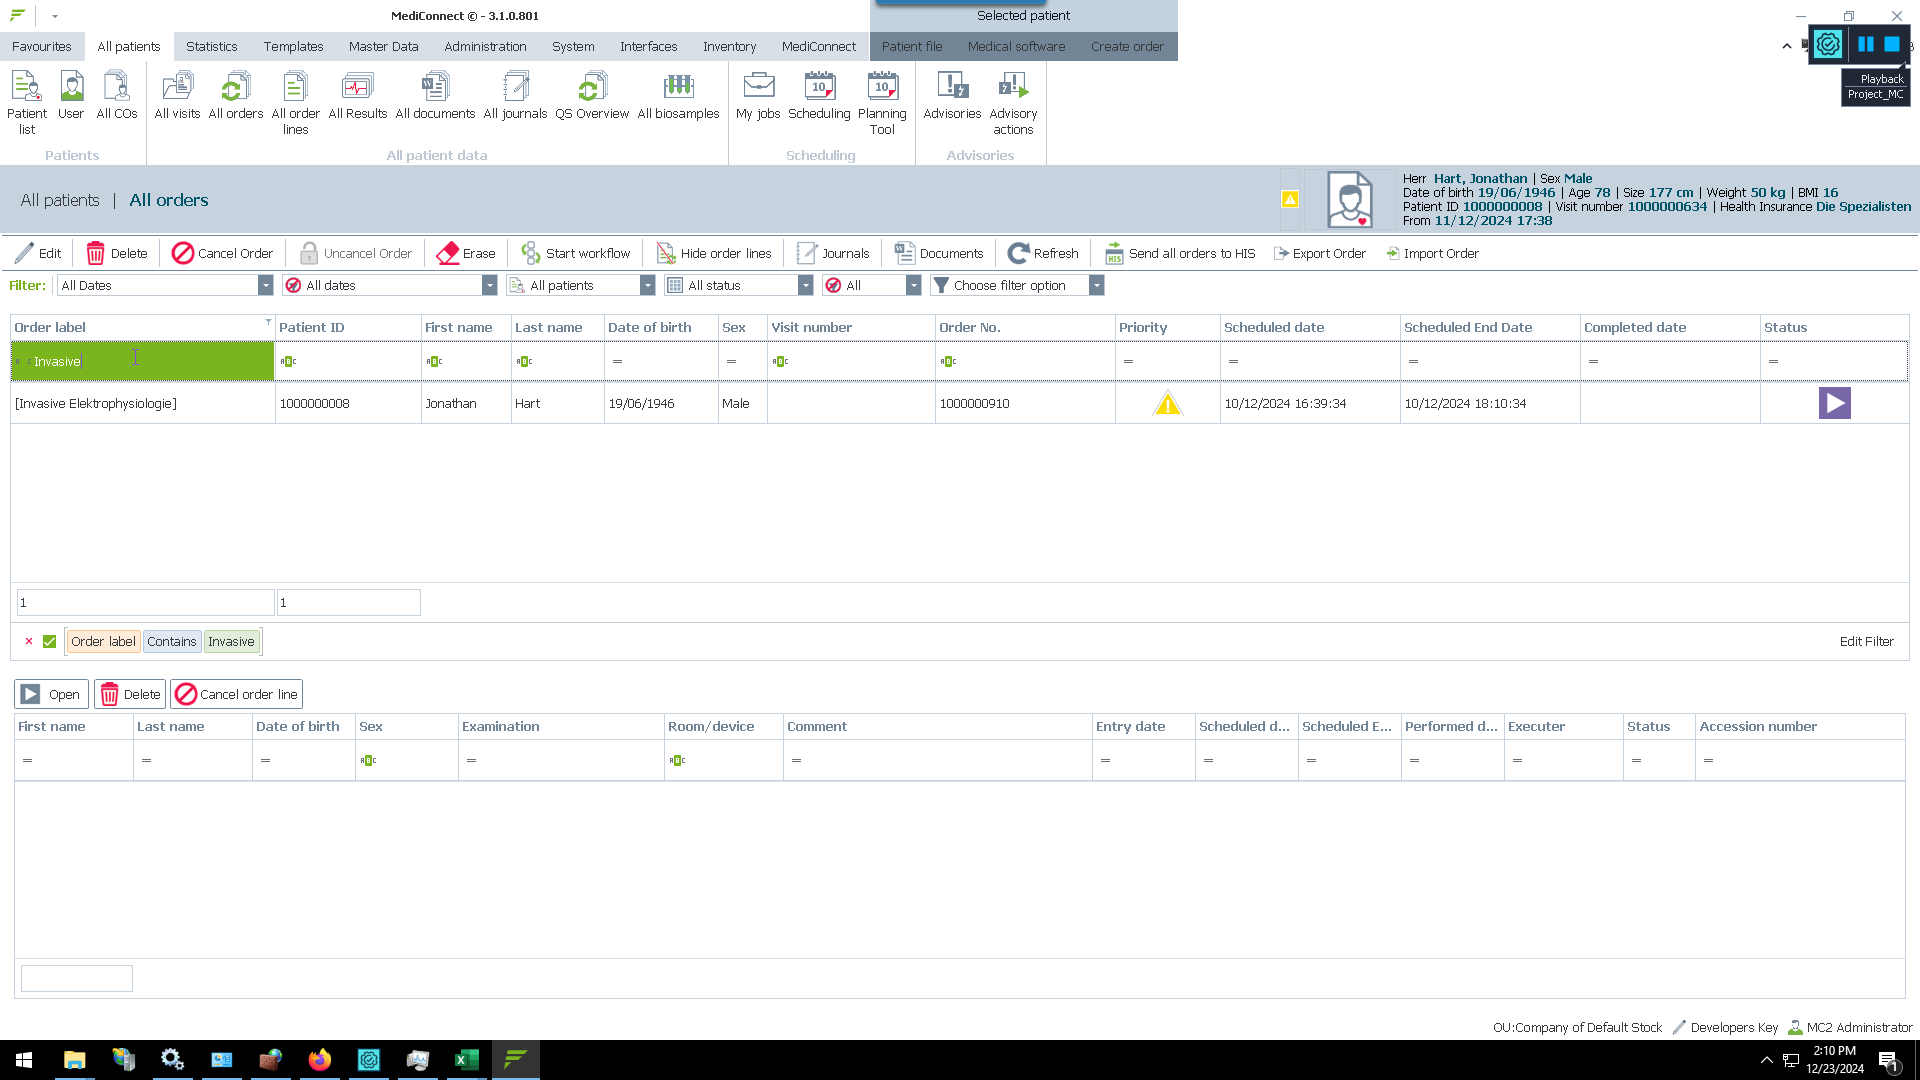 MediConnect © - 3.1.0.801
Selected patient
Favourites All patients Statistics Templates Master Data Administration System Interfaces Inventory MediConnect Patient file Medical software Create order
Playback
Project_MC
Patient list User All COs All visits All orders All order lines All Results All documents All journals QS Overview All biosamples My jobs Scheduling Planning Tool Advisories Advisory actions
Patients All patient data Scheduling Advisories
All patients | All orders
Herr Hart, Jonathan | Sex Male
Date of birth 19/06/1946 | Age 78 | Size 177 cm | Weight 50 kg | BMI 16
Patient ID 1000000008 | Visit number 1000000634 | Health Insurance Die Spezialisten
From 11/12/2024 17:38
Edit Delete Cancel Order Uncancel Order Erase Start workflow Hide order lines Journals Documents Refresh HIS Send all orders to HIS Export Order Import Order
Filter: All Dates All dates All patients All status All Choose filter option
Order label Patient ID First name Last name Date of birth Sex Visit number Order No. Priority Scheduled date Scheduled End Date Completed date Status
Invasive ABC ABC ABC = = ABC ABC = = = = =
[Invasive Elektrophysiologie] 1000000008 Jonathan Hart 19/06/1946 Male 1000000910 10/12/2024 16:39:34 10/12/2024 18:10:34
1 1
Order label Contains Invasive Edit Filter
Open Delete Cancel order line
First name Last name Date of birth Sex Examination Room/device Comment Entry date Scheduled d... Scheduled E... Performed d... Executer Status Accession number
= = = ABC = ABC = = = = = = = =
OU:Company of Default Stock Developers Key MC2 Administrator
2:10 PM
12/23/2024
1